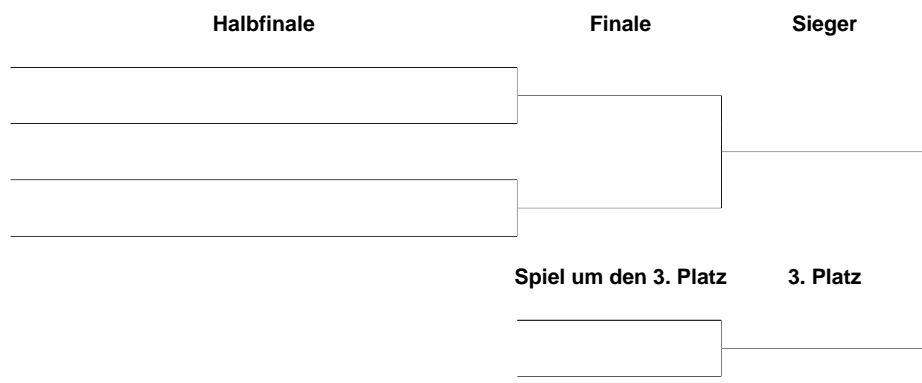 Halbfinale Finale Sieger
Spiel um den 3. Platz 3. Platz